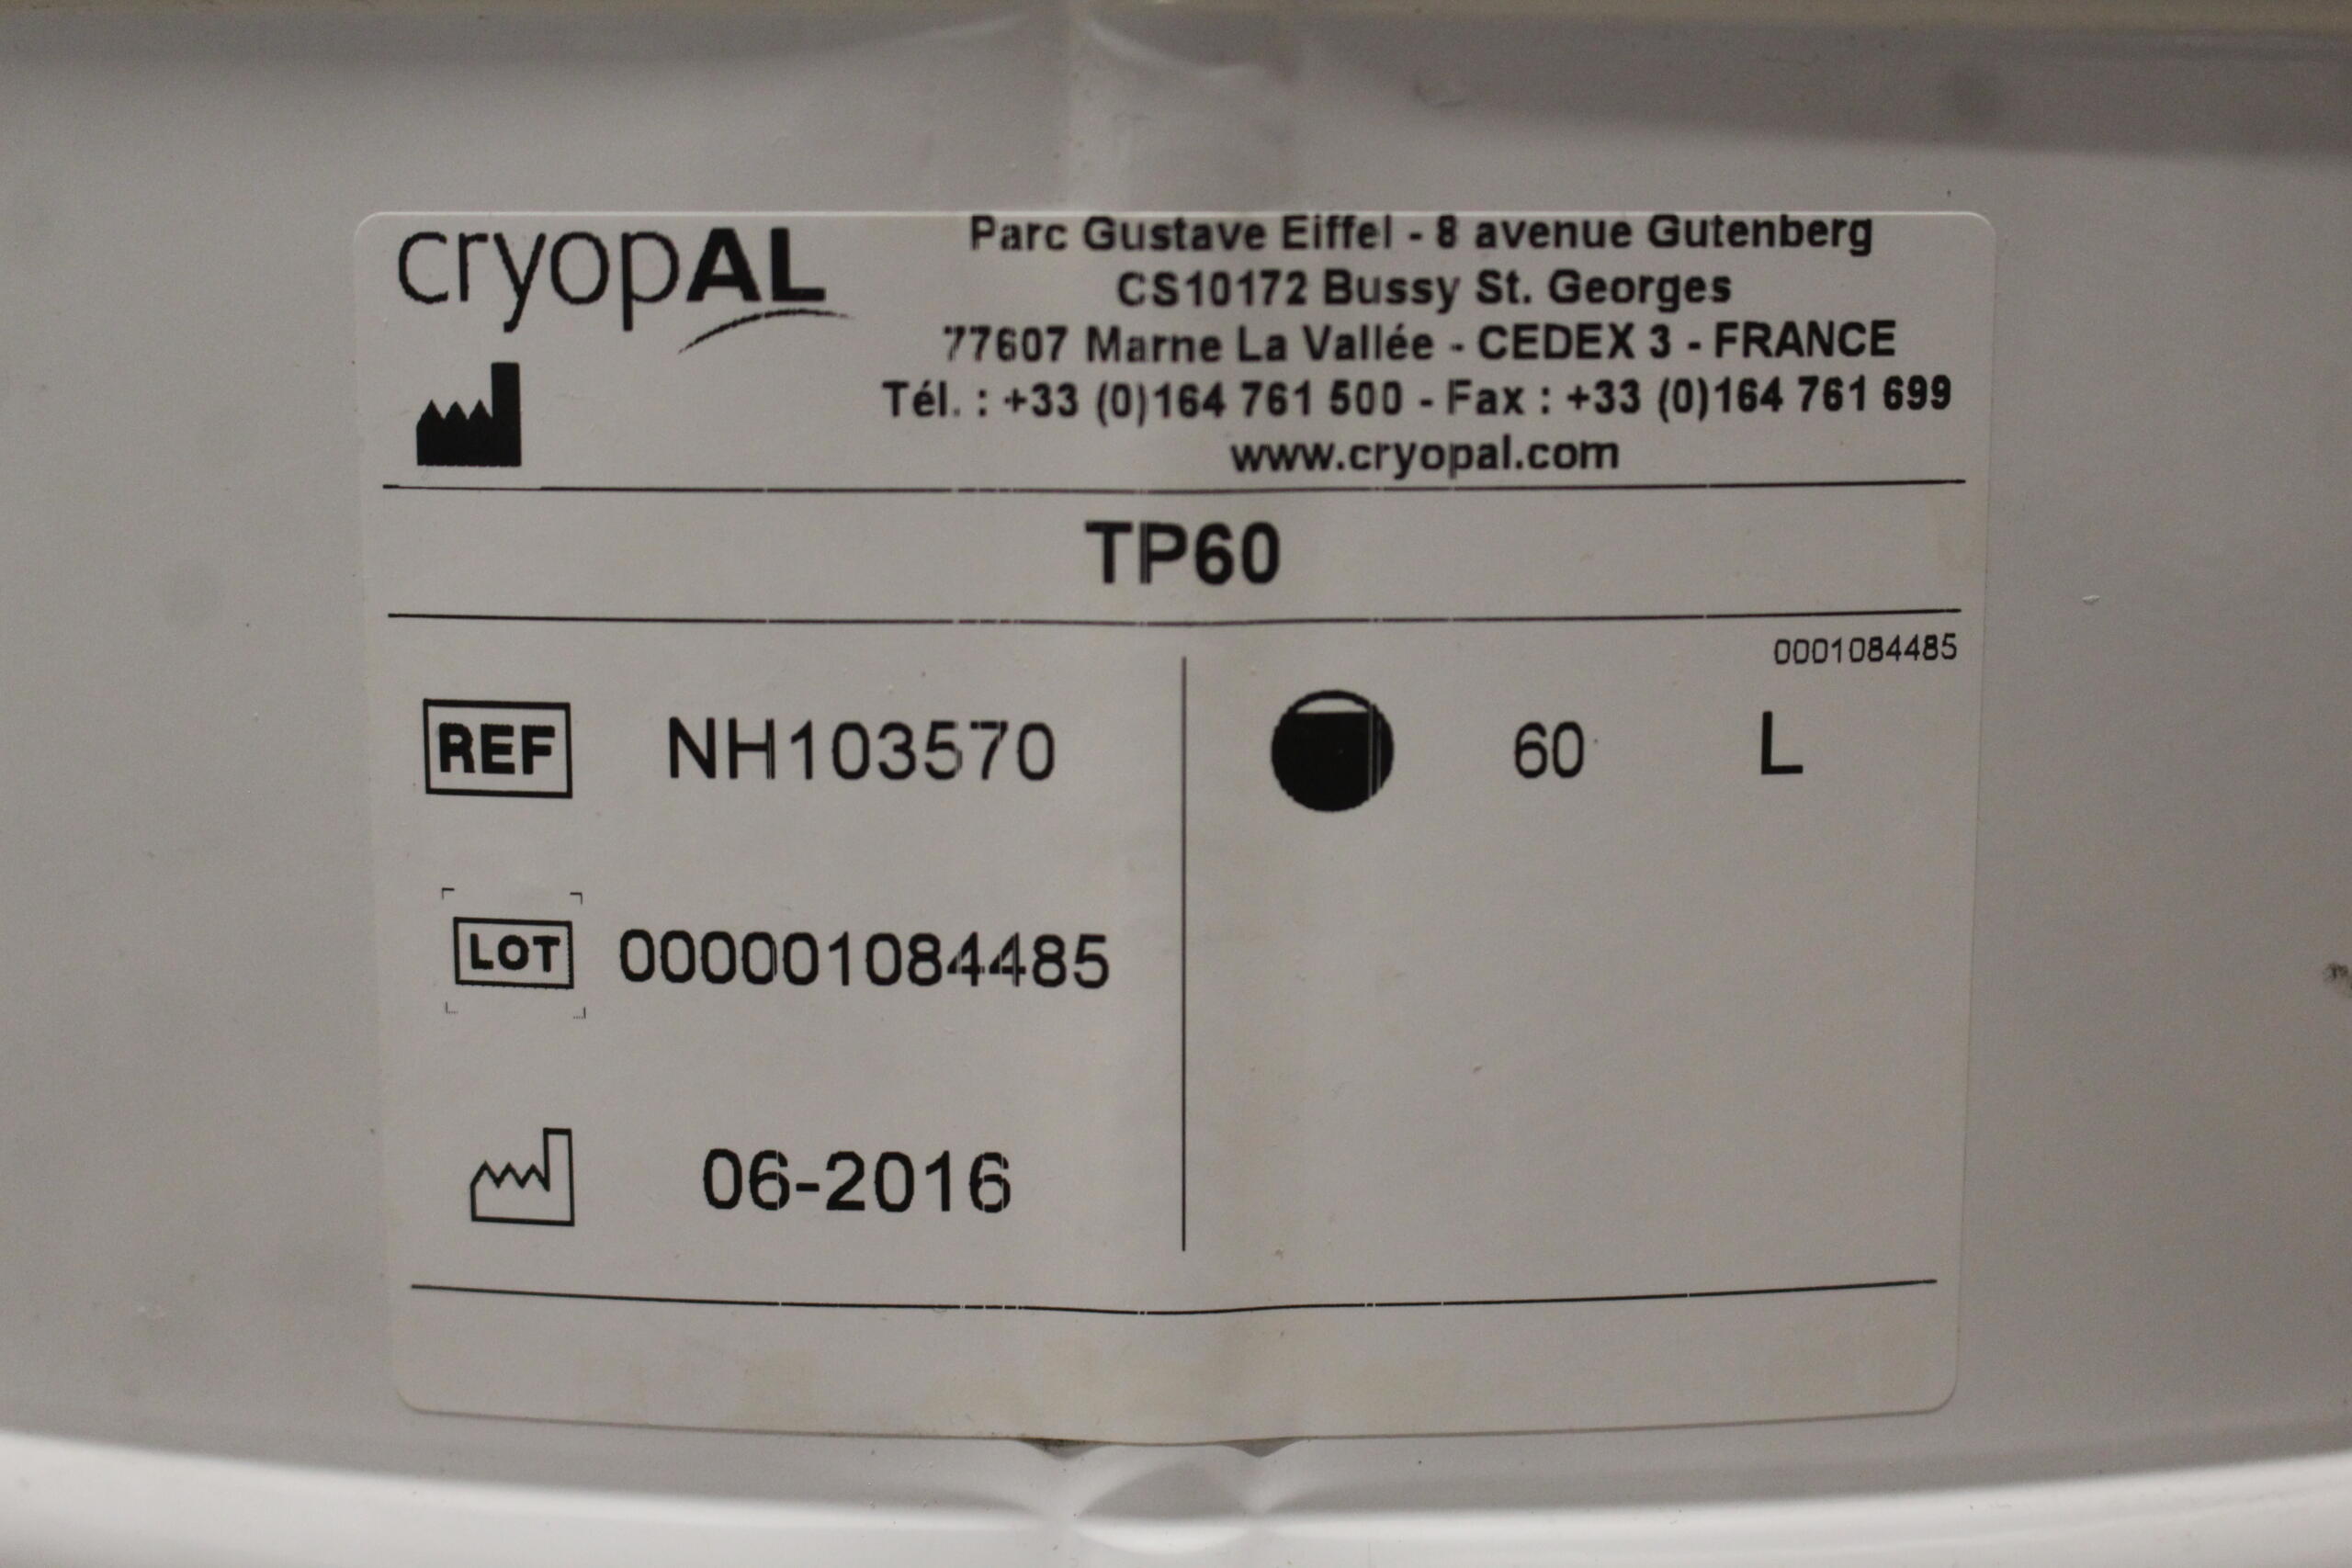 cryopAL
Parc Gustave Eiffel - 8 avenue Gutenberg
CS10172 Bussy St. Georges
77607 Marne La Vallée - CEDEX 3 - FRANCE
Tél. : +33 (0)164 761 500 - Fax : +33 (0)164 761 699
www.cryopal.com
TP60
0001084485
REF NH103570
60 L
LOT 000001084485
06-2016